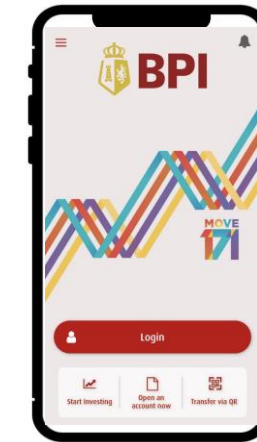 BPI
MOVE
171
Login
Start Investing
Open an
account now
Transfer via QR